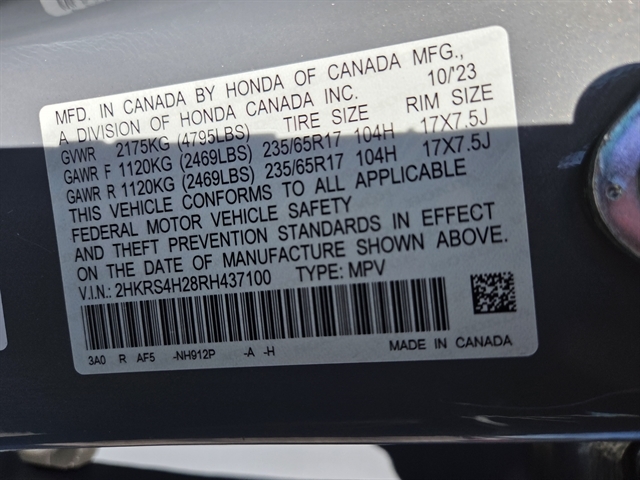 MFD. IN CANADA BY HONDA OF CANADA MFG.,
A DIVISION OF HONDA CANADA INC. 10/'23
GVWR 2175KG (4795LBS) TIRE SIZE RIM SIZE
GAWR F 1120KG (2469LBS) 235/65R17 104H 17X7.5J
GAWR R 1120KG (2469LBS) 235/65R17 104H 17X7.5J
THIS VEHICLE CONFORMS TO ALL APPLICABLE
FEDERAL MOTOR VEHICLE SAFETY
AND THEFT PREVENTION STANDARDS IN EFFECT
ON THE DATE OF MANUFACTURE SHOWN ABOVE.
V.I.N.: 2HKRS4H28RH437100 TYPE: MPV
3A0 R AF5 -NH912P -A -H MADE IN CANADA